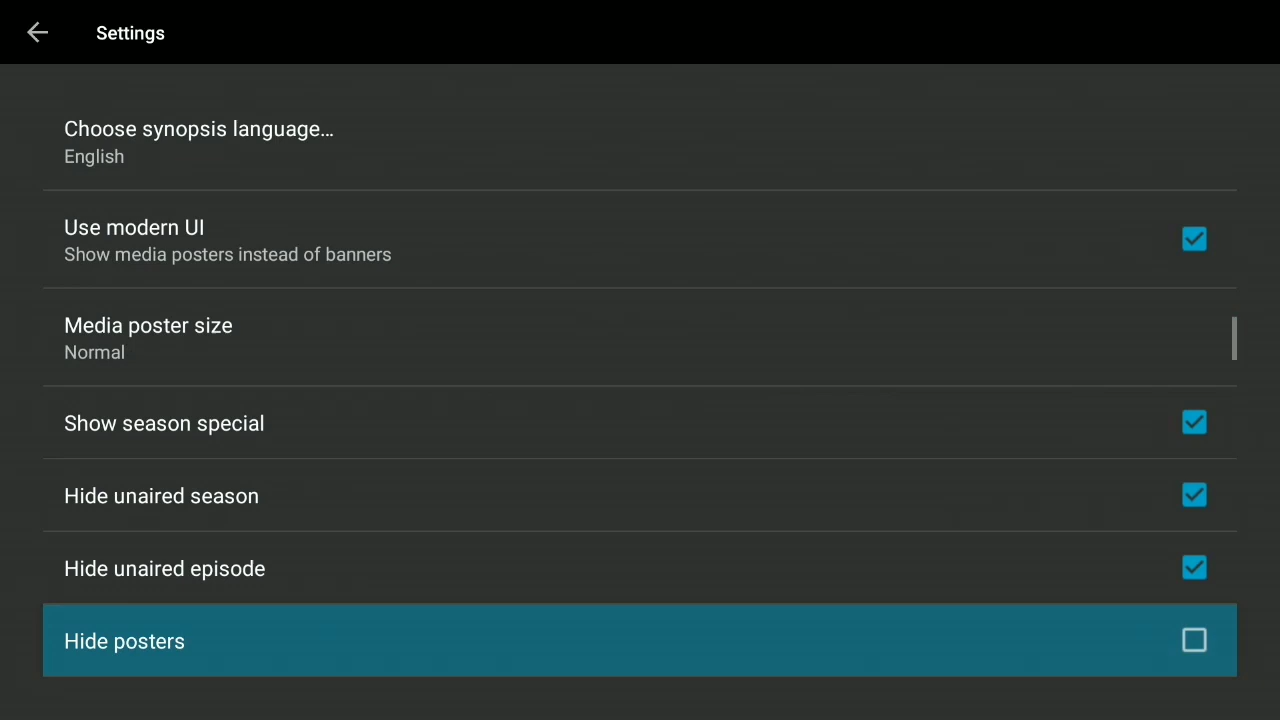 Settings
Choose synopsis language…
English
Use modern UI
Show media posters instead of banners
Media poster size
Normal
Show season special
Hide unaired season
Hide unaired episode
Hide posters